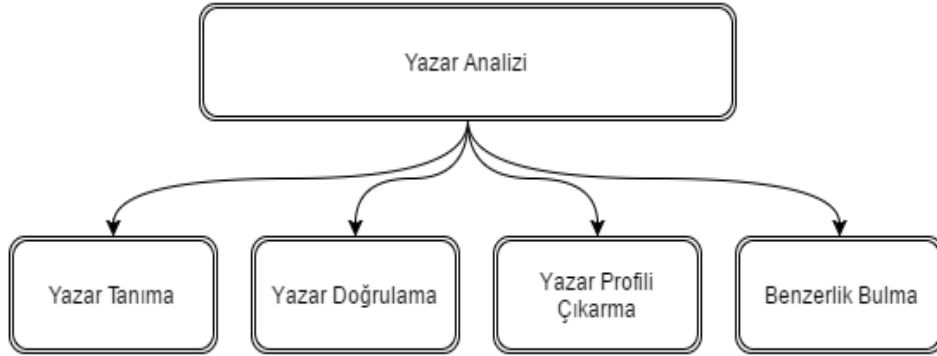 Yazar Analizi
Yazar Tanıma
Yazar Doğrulama
Yazar Profili
Çıkarma
Benzerlik Bulma